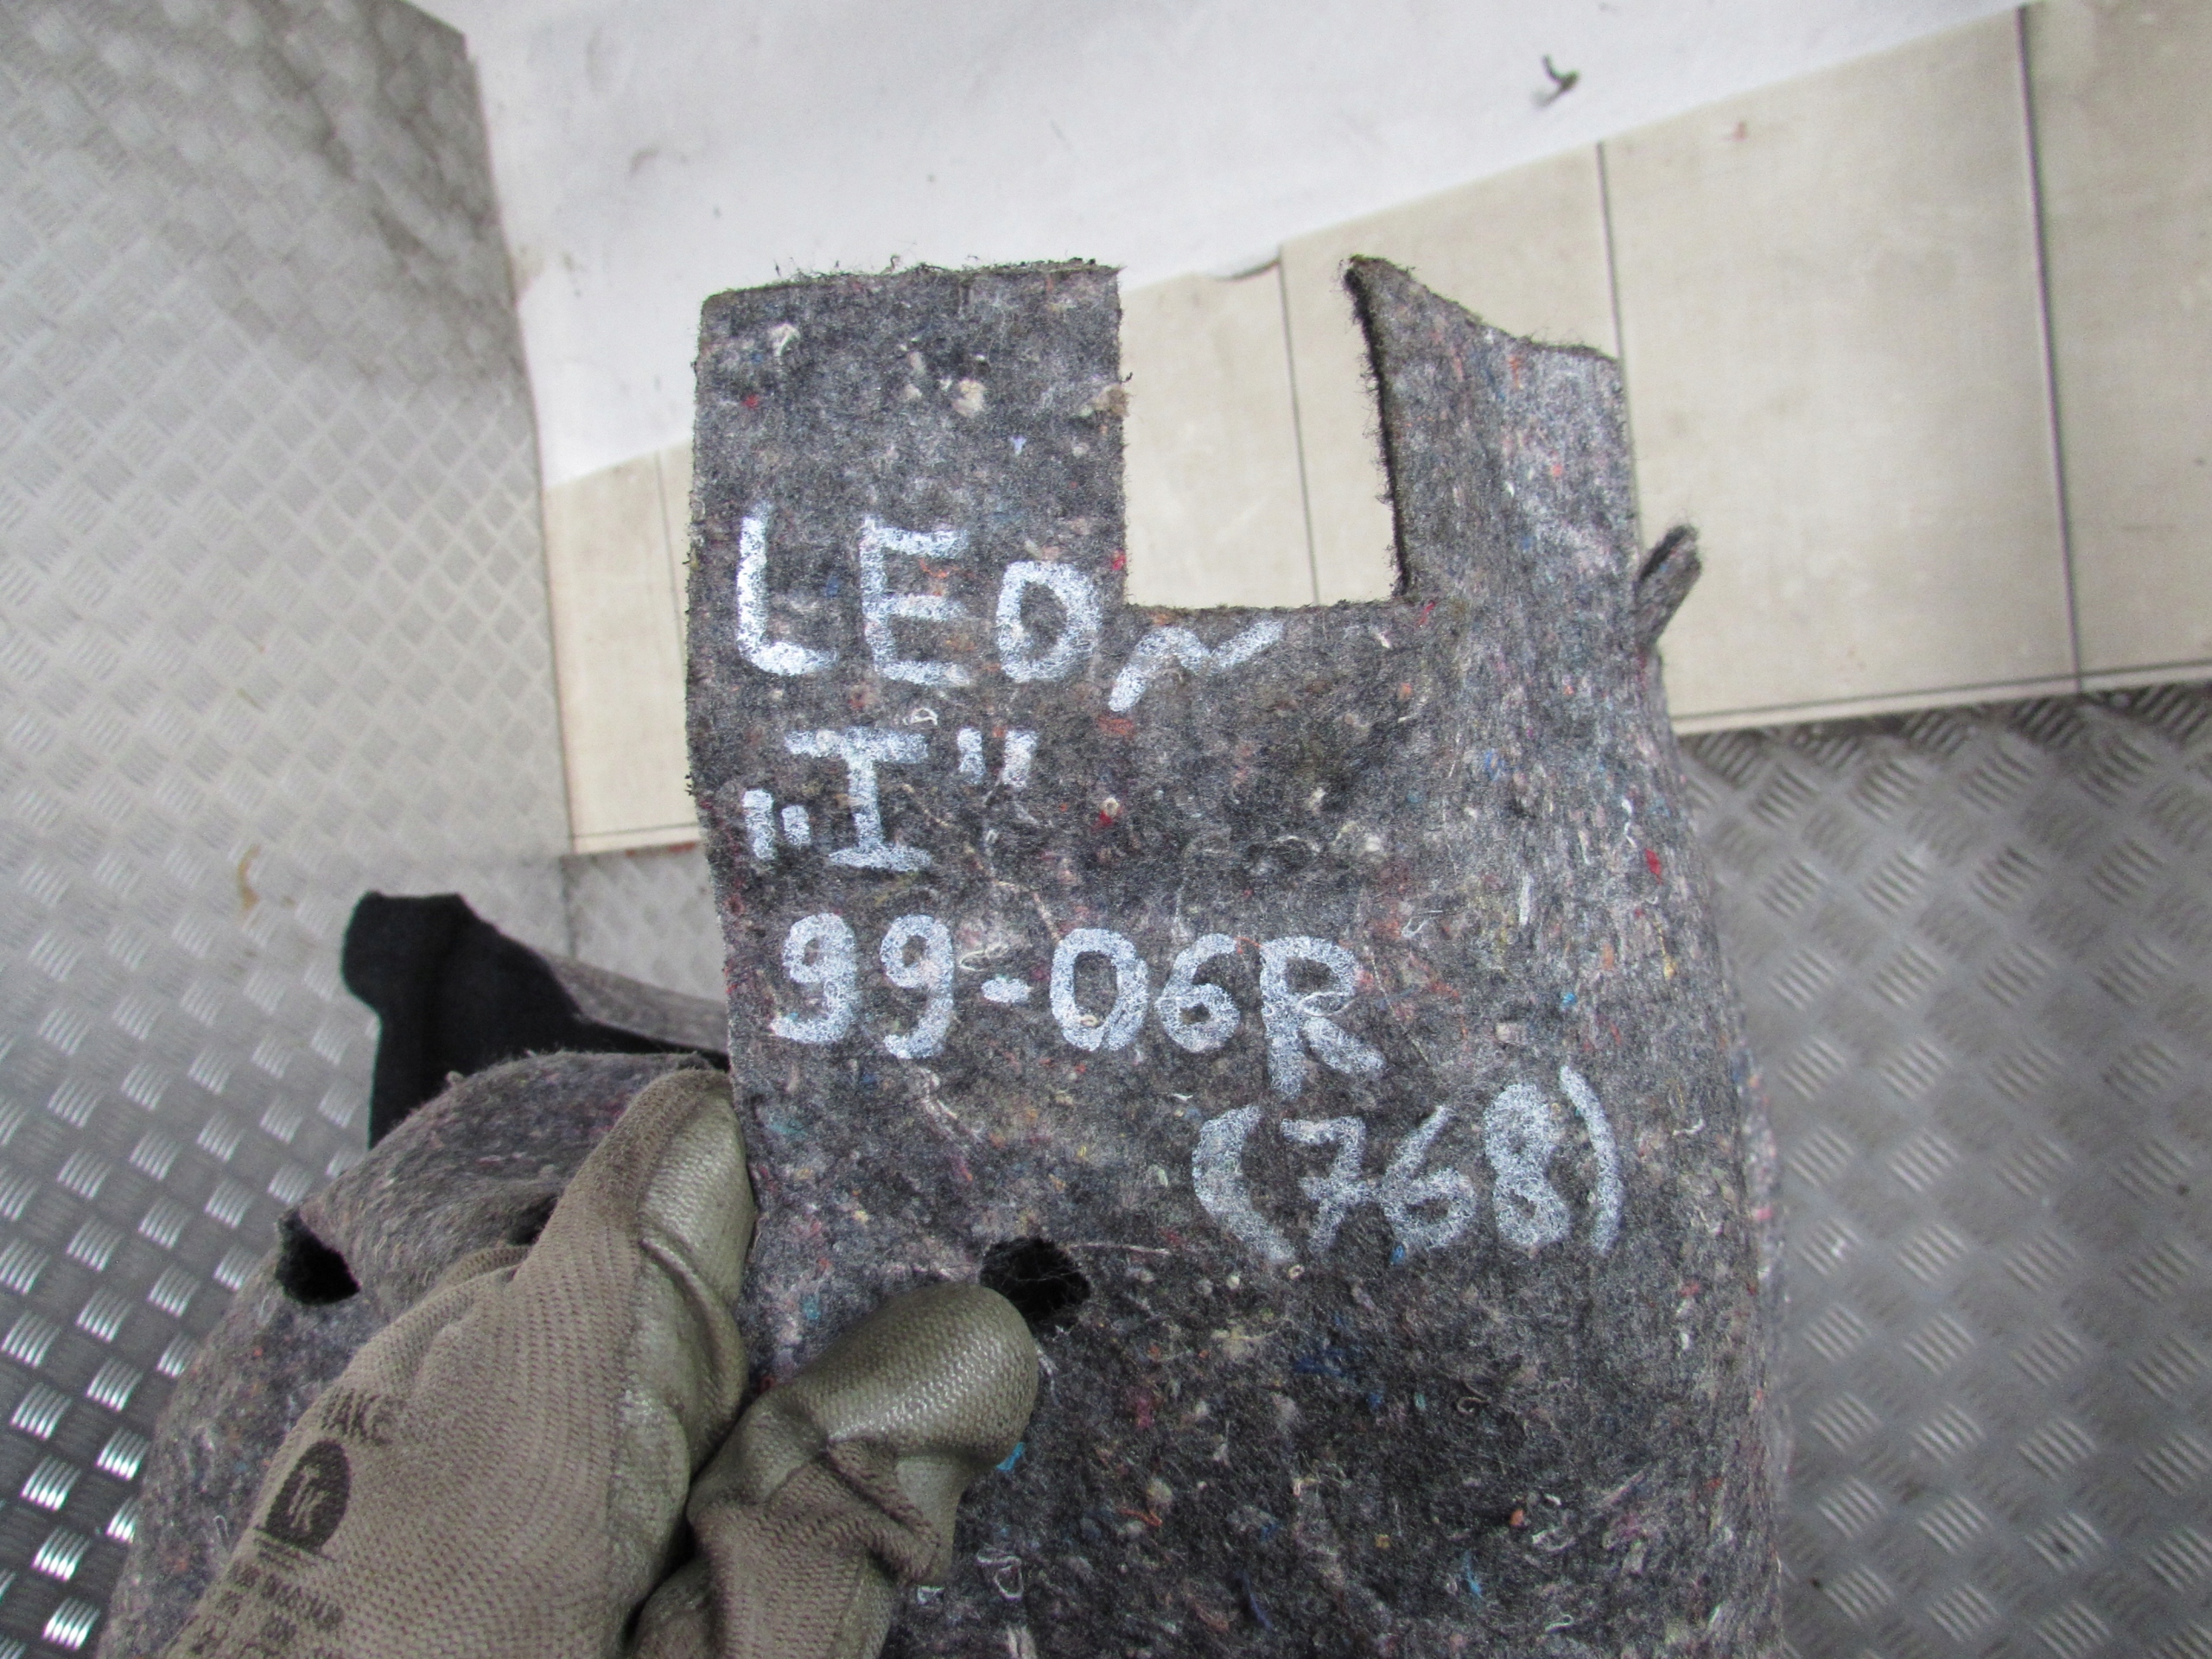 LEON
„I"
99-06R
(768)